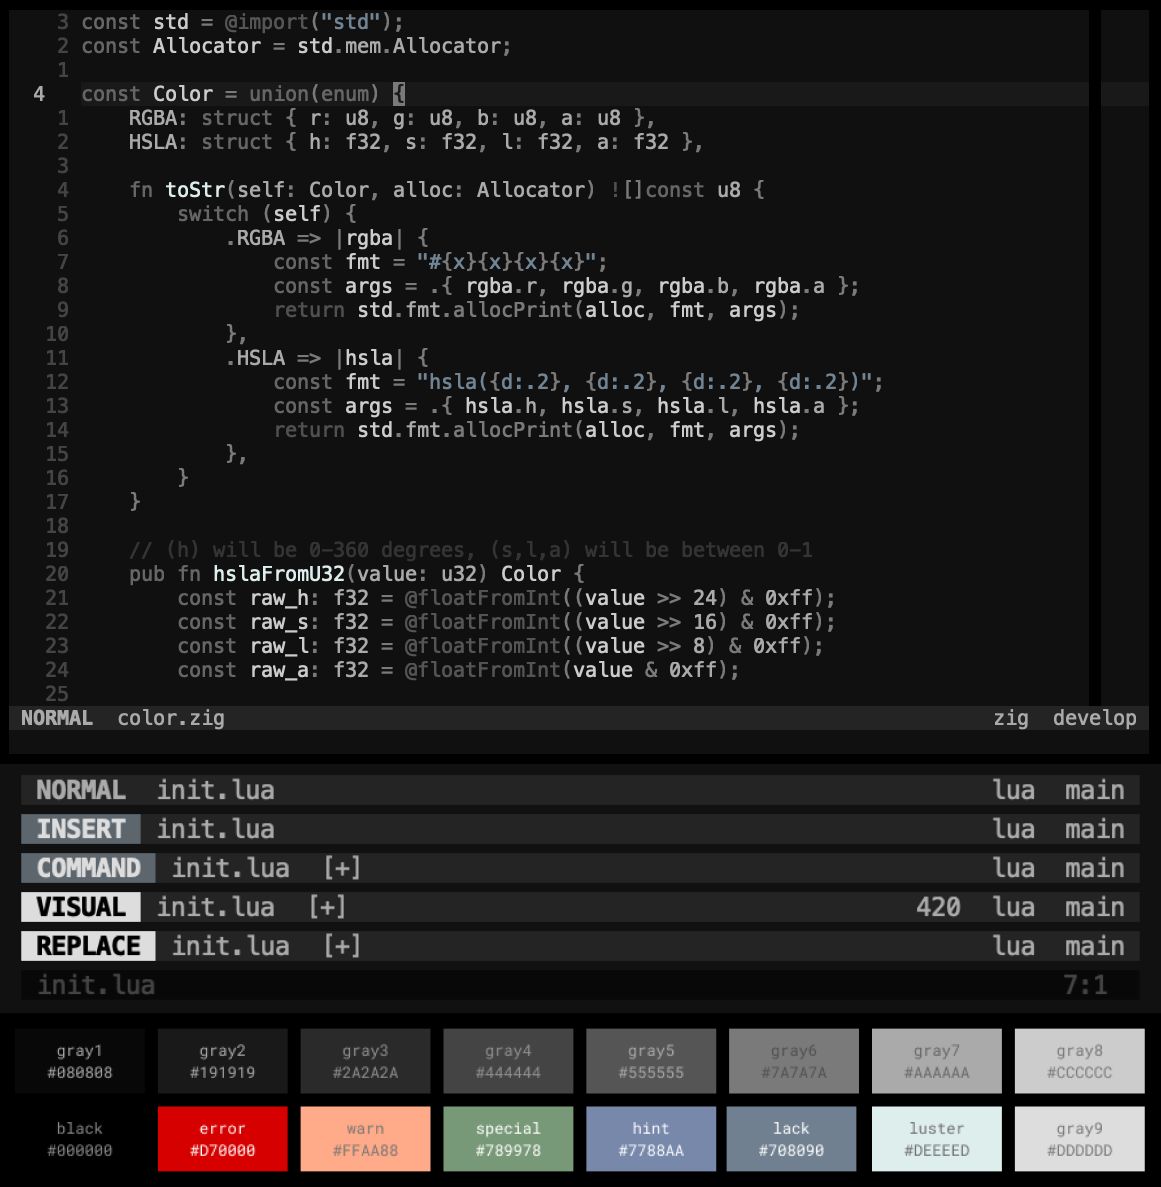 3 const std = @import("std");
2 const Allocator = std.mem.Allocator;
1
4 const Color = union(enum) {
1 RGBA: struct { r: u8, g: u8, b: u8, a: u8 },
2 HSLA: struct { h: f32, s: f32, l: f32, a: f32 },
3
4 fn toStr(self: Color, alloc: Allocator) ![]const u8 {
5 switch (self) {
6 .RGBA => |rgba| {
7 const fmt = "#{x}{x}{x}{x}";
8 const args = .{ rgba.r, rgba.g, rgba.b, rgba.a };
9 return std.fmt.allocPrint(alloc, fmt, args);
10 },
11 .HSLA => |hsla| {
12 const fmt = "hsla({d:.2}, {d:.2}, {d:.2}, {d:.2})";
13 const args = .{ hsla.h, hsla.s, hsla.l, hsla.a };
14 return std.fmt.allocPrint(alloc, fmt, args);
15 },
16 }
17 }
18
19 // (h) will be 0-360 degrees, (s,l,a) will be between 0-1
20 pub fn hslaFromU32(value: u32) Color {
21 const raw_h: f32 = @floatFromInt((value >> 24) & 0xff);
22 const raw_s: f32 = @floatFromInt((value >> 16) & 0xff);
23 const raw_l: f32 = @floatFromInt((value >> 8) & 0xff);
24 const raw_a: f32 = @floatFromInt(value & 0xff);
25
NORMAL color.zig zig develop
NORMAL init.lua lua main
INSERT init.lua lua main
COMMAND init.lua [+] lua main
VISUAL init.lua [+] 420 lua main
REPLACE init.lua [+] lua main
init.lua 7:1
gray1 gray2 gray3 gray4 gray5 gray6 gray7 gray8
#080808 #191919 #2A2A2A #444444 #555555 #7A7A7A #AAAAAA #CCCCCC
black error warn special hint lack luster gray9
#000000 #D70000 #FFAA88 #789978 #7788AA #708090 #DEEEED #DDDDDD